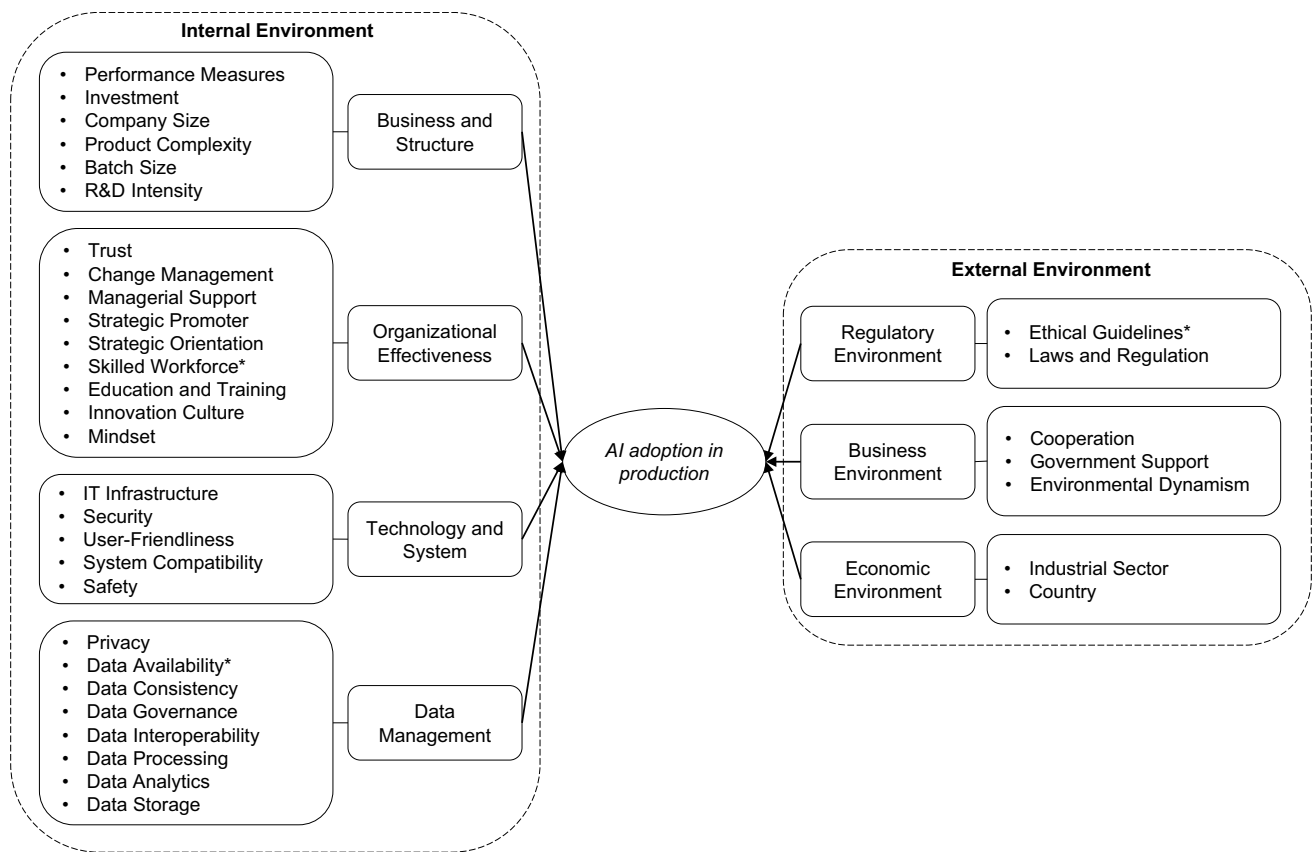 Internal Environment
• Performance Measures
• Investment
• Company Size
• Product Complexity
• Batch Size
• R&D Intensity
Business and
Structure
• Trust
• Change Management
• Managerial Support
• Strategic Promoter
• Strategic Orientation
• Skilled Workforce*
• Education and Training
• Innovation Culture
• Mindset
Organizational
Effectiveness
• IT Infrastructure
• Security
• User-Friendliness
• System Compatibility
• Safety
Technology and
System
• Privacy
• Data Availability*
• Data Consistency
• Data Governance
• Data Interoperability
• Data Processing
• Data Analytics
• Data Storage
Data
Management
AI adoption in
production
External Environment
Regulatory
Environment
• Ethical Guidelines*
• Laws and Regulation
Business
Environment
• Cooperation
• Government Support
• Environmental Dynamism
Economic
Environment
• Industrial Sector
• Country